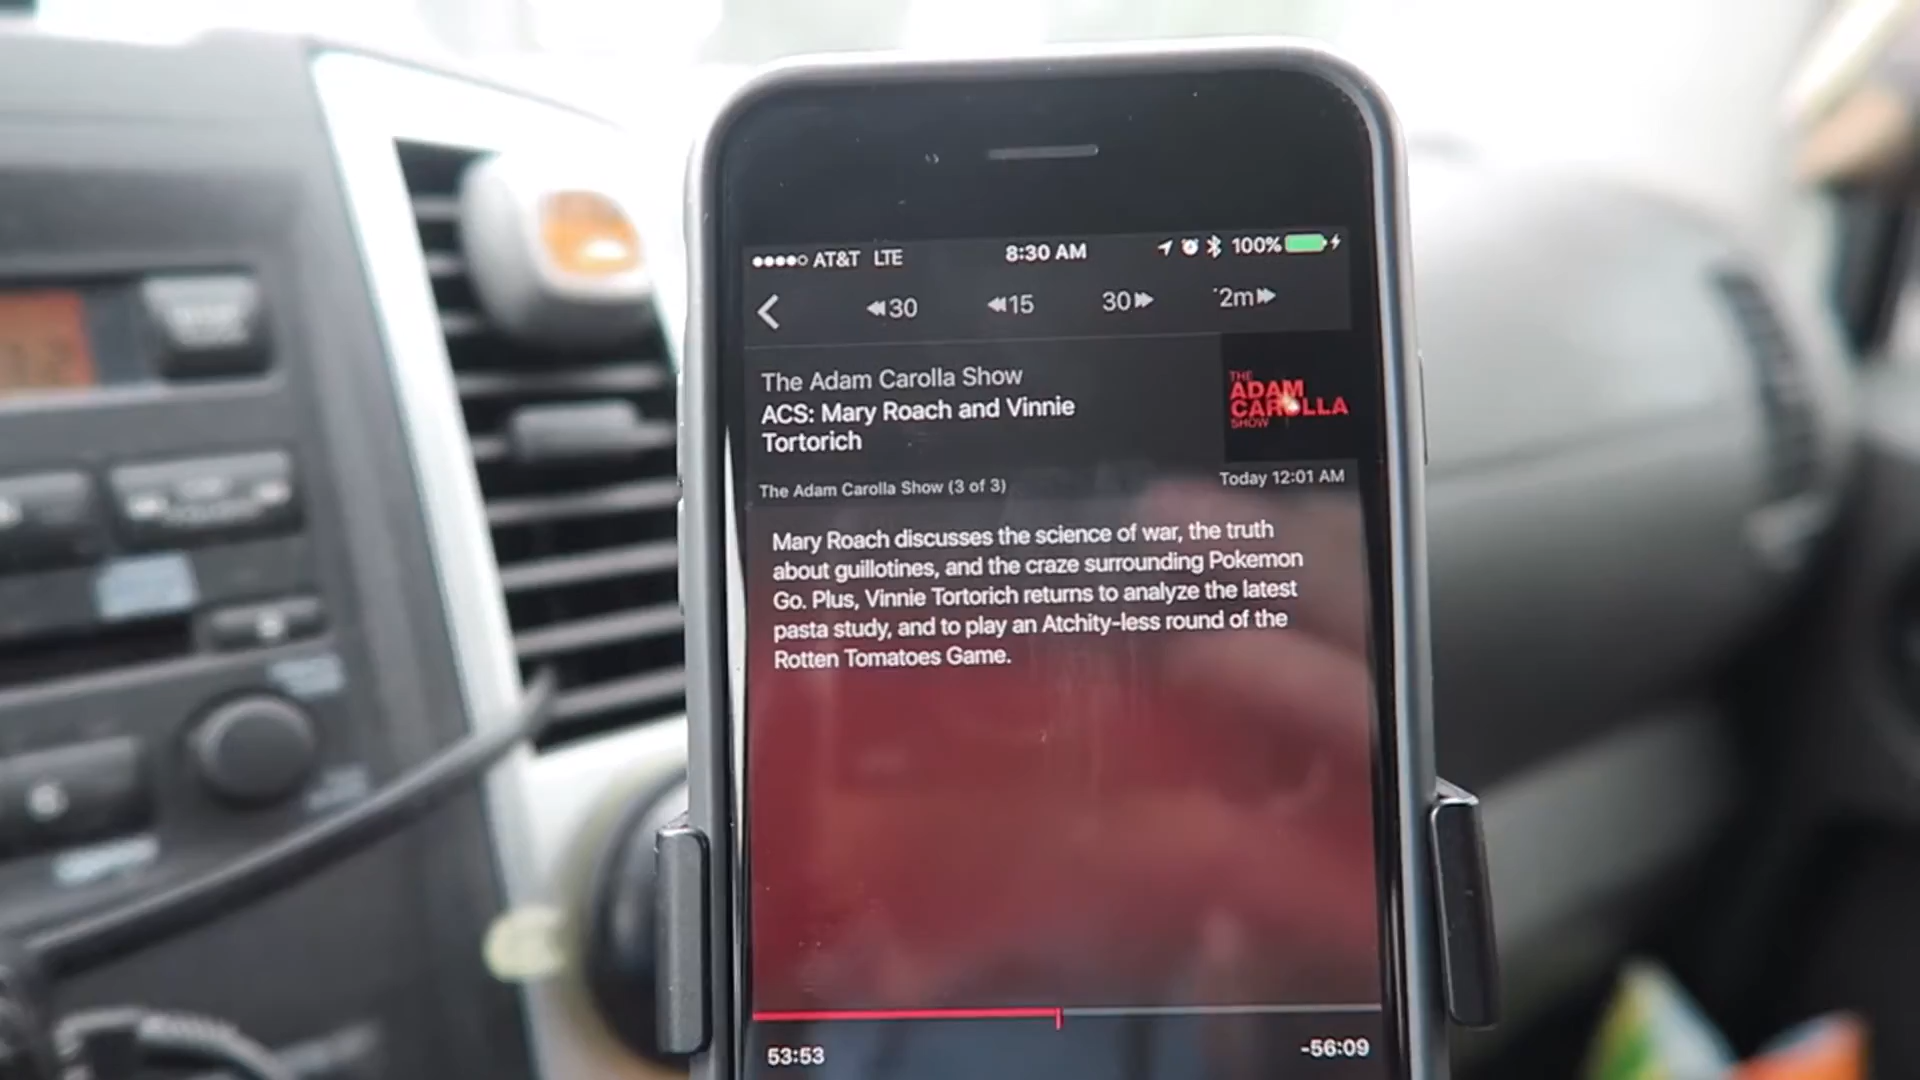 ●●●●○ AT&T LTE 8:30 AM 100%
30 15 30 2m
The Adam Carolla Show
ACS: Mary Roach and Vinnie
Tortorich
THE
ADAM
CAROLLA
SHOW
The Adam Carolla Show (3 of 3) Today 12:01 AM
Mary Roach discusses the science of war, the truth
about guillotines, and the craze surrounding Pokemon
Go. Plus, Vinnie Tortorich returns to analyze the latest
pasta study, and to play an Atchity-less round of the
Rotten Tomatoes Game.
53:53 -56:09